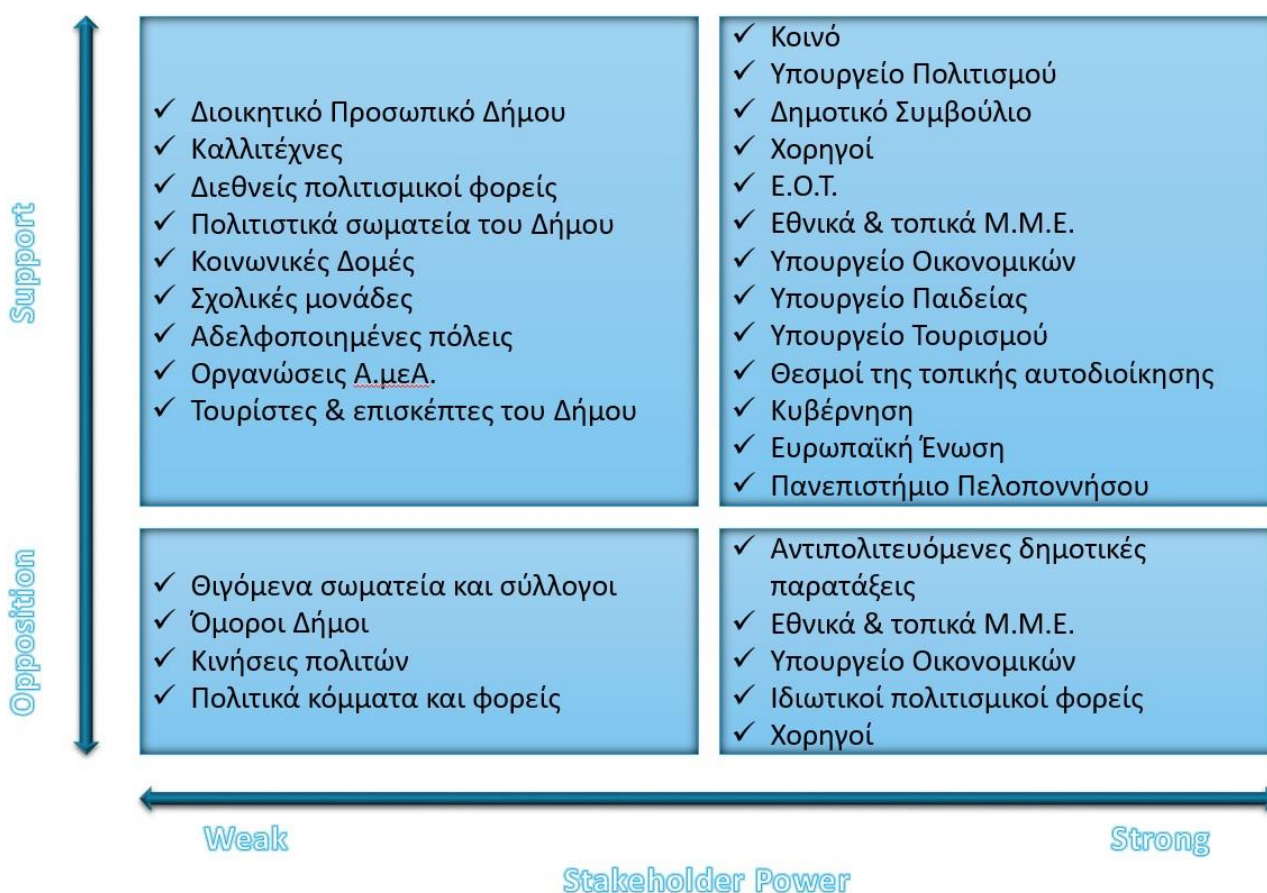 Support
✓ Διοικητικό Προσωπικό Δήμου
✓ Καλλιτέχνες
✓ Διεθνείς πολιτισμικοί φορείς
✓ Πολιτιστικά σωματεία του Δήμου
✓ Κοινωνικές Δομές
✓ Σχολικές μονάδες
✓ Αδελφοποιημένες πόλεις
✓ Οργανώσεις Α.μεΑ.
✓ Τουρίστες & επισκέπτες του Δήμου
✓ Κοινό
✓ Υπουργείο Πολιτισμού
✓ Δημοτικό Συμβούλιο
✓ Χορηγοί
✓ Ε.Ο.Τ.
✓ Εθνικά & τοπικά Μ.Μ.Ε.
✓ Υπουργείο Οικονομικών
✓ Υπουργείο Παιδείας
✓ Υπουργείο Τουρισμού
✓ Θεσμοί της τοπικής αυτοδιοίκησης
✓ Κυβέρνηση
✓ Ευρωπαϊκή Ένωση
✓ Πανεπιστήμιο Πελοποννήσου
Opposition
✓ Θιγόμενα σωματεία και σύλλογοι
✓ Όμοροι Δήμοι
✓ Κινήσεις πολιτών
✓ Πολιτικά κόμματα και φορείς
✓ Αντιπολιτευόμενες δημοτικές
παρατάξεις
✓ Εθνικά & τοπικά Μ.Μ.Ε.
✓ Υπουργείο Οικονομικών
✓ Ιδιωτικοί πολιτισμικοί φορείς
✓ Χορηγοί
Weak
Strong
Stakeholder Power